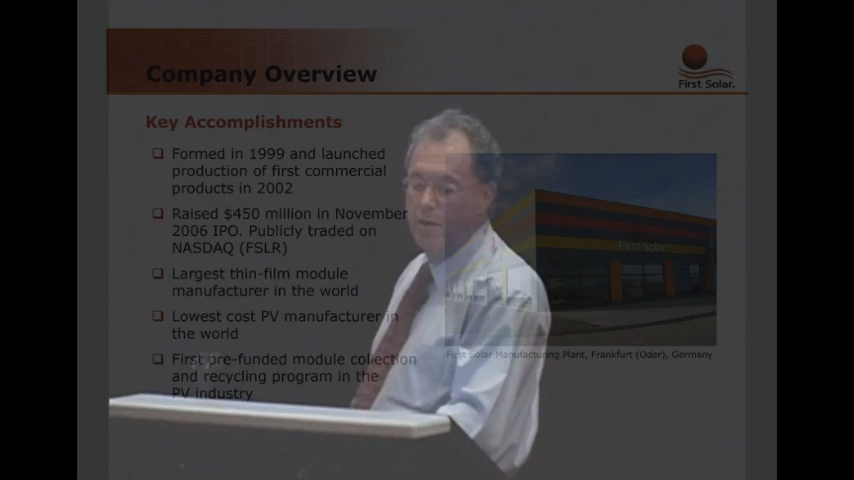 Company Overview
First Solar.
Key Accomplishments
Formed in 1999 and launched
production of first commercial
products in 2002
Raised $450 million in November
2006 IPO. Publicly traded on
NASDAQ (FSLR)
Largest thin-film module
manufacturer in the world
Lowest cost PV manufacturer in
the world
First pre-funded module collection
and recycling program in the
PV industry
First Solar
First Solar Manufacturing Plant, Frankfurt (Oder), Germany